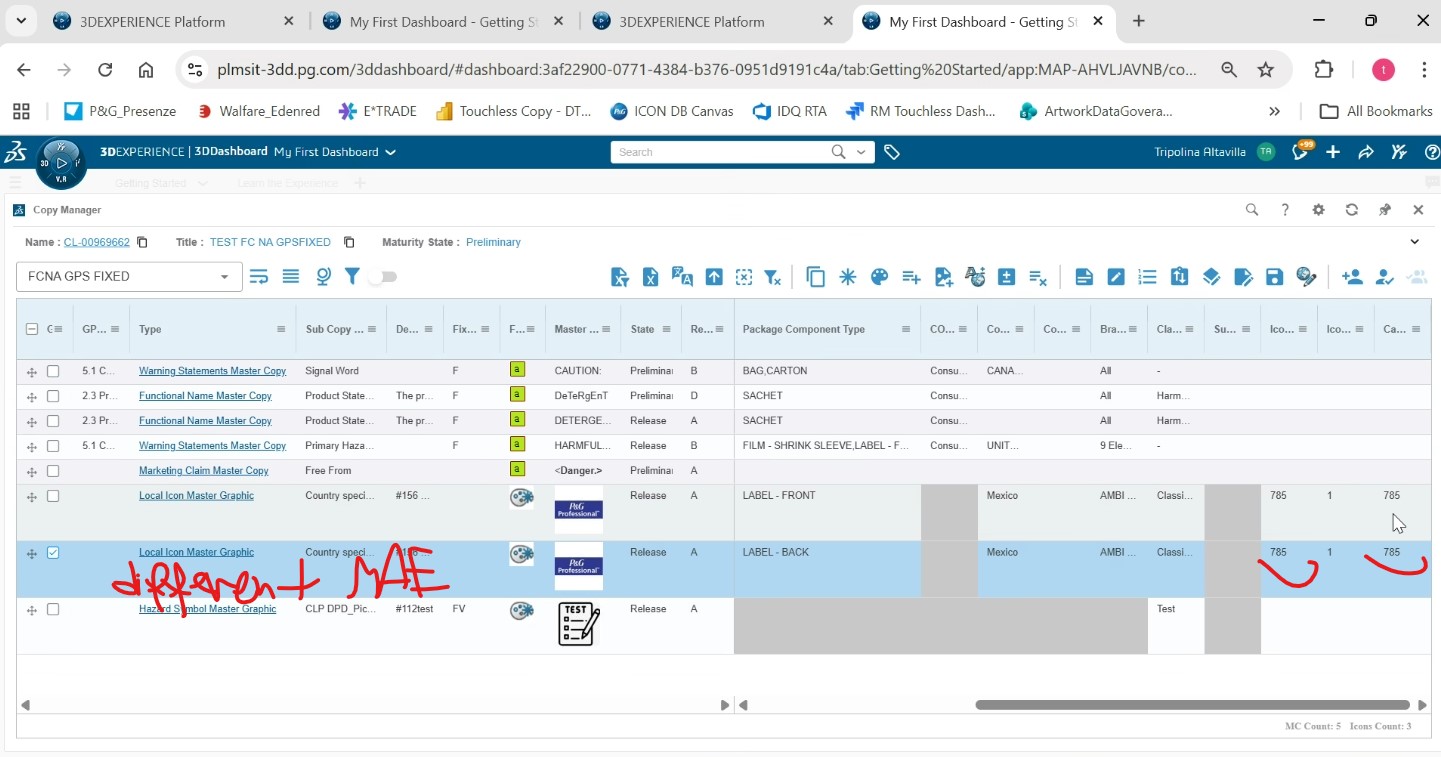 3DEXPERIENCE Platform
My First Dashboard - Getting S
3DEXPERIENCE Platform
My First Dashboard - Getting S
plmsit-3dd.pg.com/3ddashboard/#dashboard:3af22900-0771-4384-b376-0951d9191c4a/tab:Getting%20Started/app:MAP-AHVLJAVNB/co...
t
P&G_Presenze
Walfare_Edenred
E*TRADE
Touchless Copy - DT...
ICON DB Canvas
IDQ RTA
RM Touchless Dash...
ArtworkDataGovera...
All Bookmarks
3DEXPERIENCE | 3DDashboard My First Dashboard
Search
Tripolina Altavilla TA +99
3D V.R
Getting Started Learn the Experience
Copy Manager
Name : CL-00969662 Title : TEST FC NA GPSFIXED Maturity State : Preliminary
FCNA GPS FIXED
GP... Type Sub Copy ... De... Fix... F... Master ... State Re... Package Component Type CO... Co... Co... Bra... Cla... Su... Ico... Ico... Ca...
5.1 C... Warning Statements Master Copy Signal Word F a CAUTION: Prelimina B BAG,CARTON Consu... CANA... All -
2.3 Pr... Functional Name Master Copy Product State... The pr... F a DeTeRgEnT Prelimina D SACHET Consu... All Harm...
2.3 Pr... Functional Name Master Copy Product State... The pr... F a DETERGE... Release A SACHET Consu... All Harm...
5.1 C... Warning Statements Master Copy Primary Haza... F a HARMFUL... Release B FILM - SHRINK SLEEVE,LABEL - F... Consu... UNIT... 9 Ele... -
Marketing Claim Master Copy Free From a <Danger.> Prelimina A
Local Icon Master Graphic Country speci... #156 ... P&G Professional Release A LABEL - FRONT Mexico AMBI ... Classi... 785 1 785
Local Icon Master Graphic Country speci... #156 ... P&G Professional Release A LABEL - BACK Mexico AMBI ... Classi... 785 1 785
different MAE
Hazard Symbol Master Graphic CLP DPD_Pic... #112test FV TEST Release A Test
MC Count: 5 Icons Count: 3